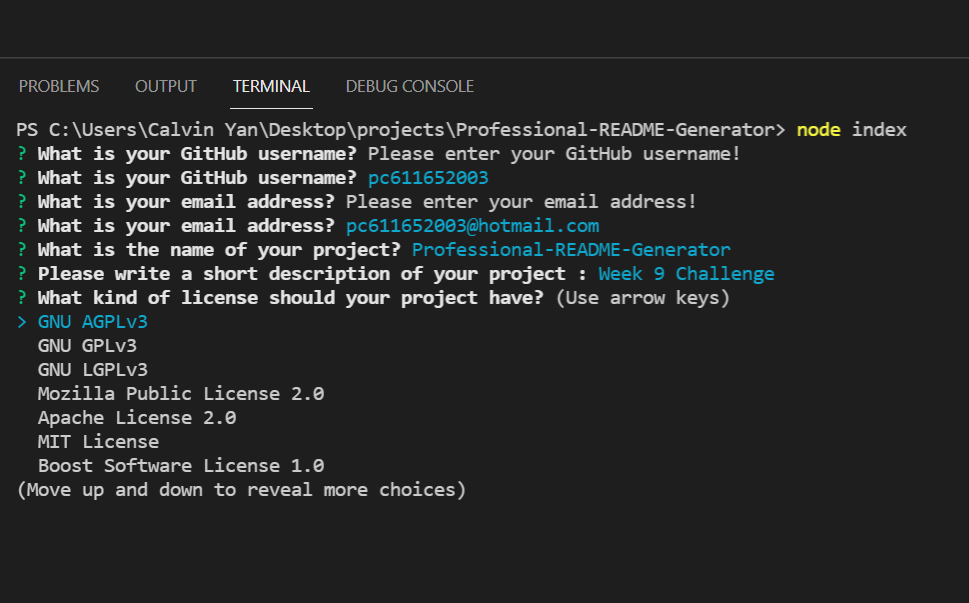 PROBLEMS OUTPUT TERMINAL DEBUG CONSOLE
PS C:\Users\Calvin Yan\Desktop\projects\Professional-README-Generator> node index
? What is your GitHub username? Please enter your GitHub username!
? What is your GitHub username? pc611652003
? What is your email address? Please enter your email address!
? What is your email address? pc611652003@hotmail.com
? What is the name of your project? Professional-README-Generator
? Please write a short description of your project : Week 9 Challenge
? What kind of license should your project have? (Use arrow keys)
> GNU AGPLv3
GNU GPLv3
GNU LGPLv3
Mozilla Public License 2.0
Apache License 2.0
MIT License
Boost Software License 1.0
(Move up and down to reveal more choices)